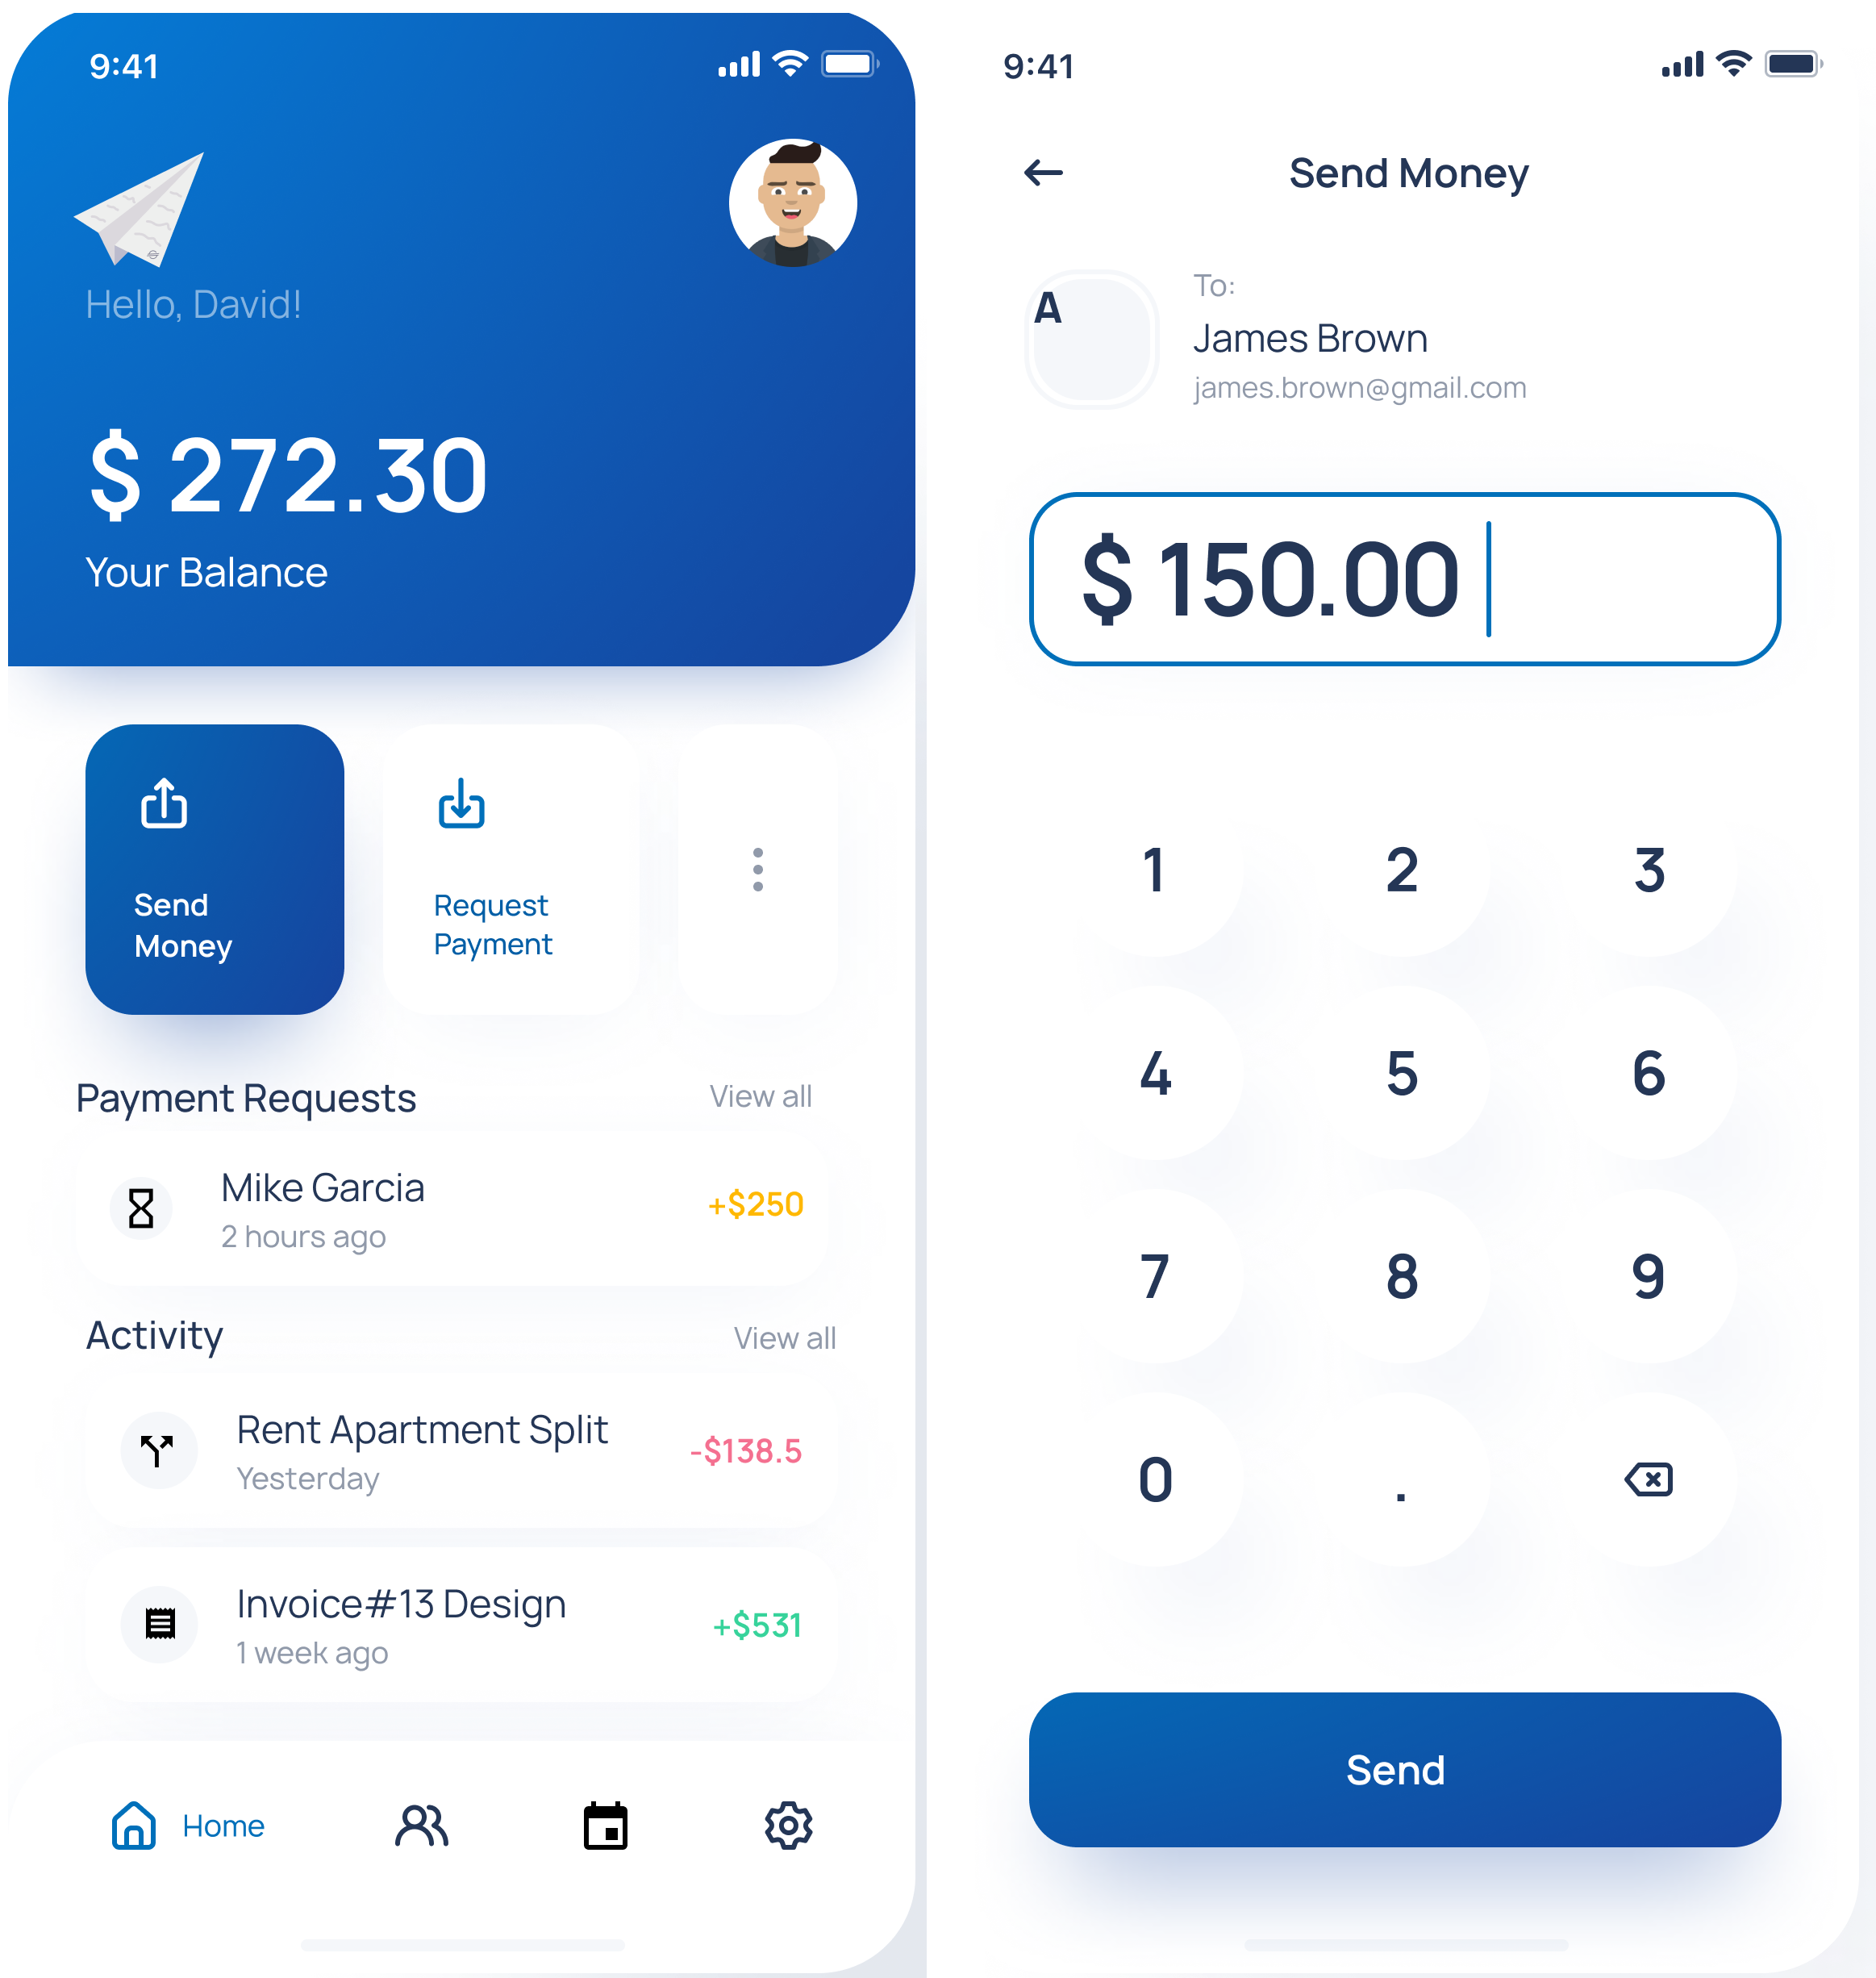 9:41
Hello, David!
$ 272.30
Your Balance
Send
Money
Request
Payment
Payment Requests
View all
Mike Garcia
+$250
2 hours ago
Activity
View all
Rent Apartment Split
-$138.5
Yesterday
Invoice#13 Design
+$531
1 week ago
Home
9:41
Send Money
A
To:
James Brown
james.brown@gmail.com
$ 150.00
1 2 3
4 5 6
7 8 9
0 .
Send